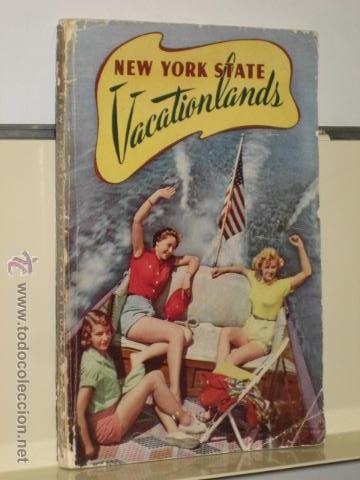 NEW YORK STATE
Vacationlands
www.todocoleccion.net